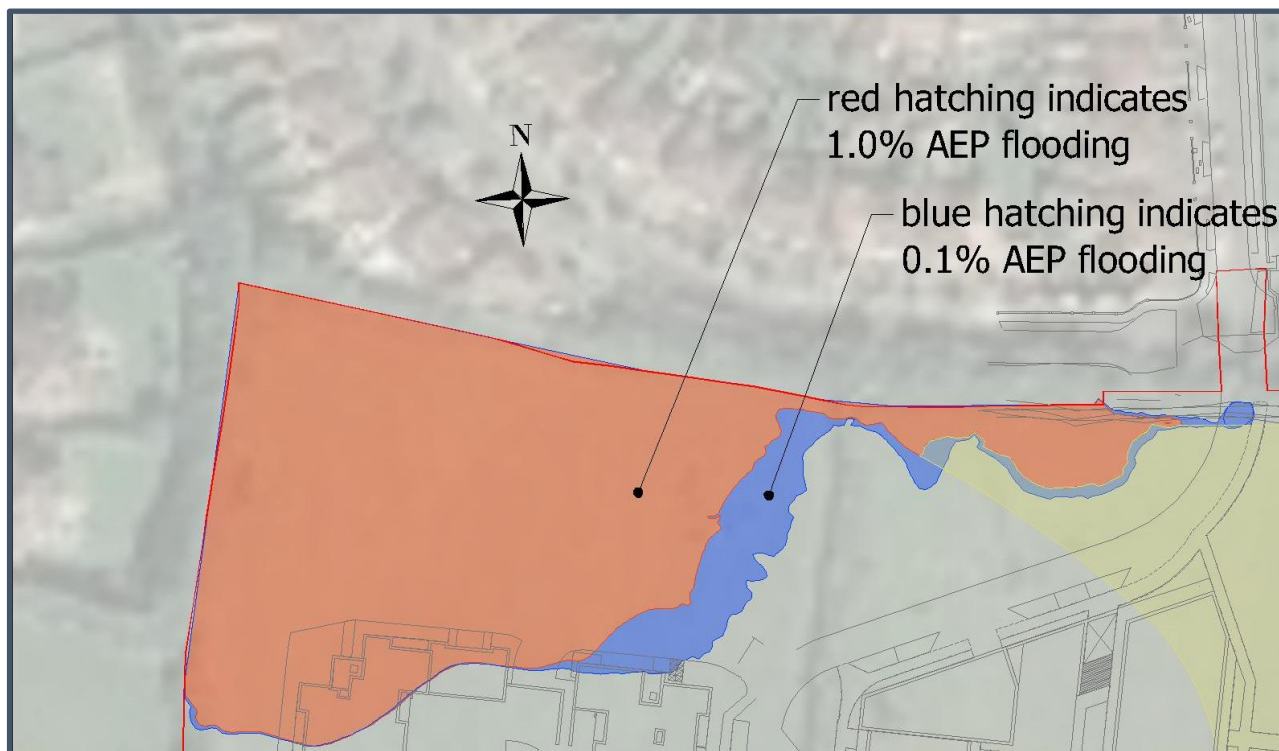 red hatching indicates
1.0% AEP flooding
N
blue hatching indicates
0.1% AEP flooding